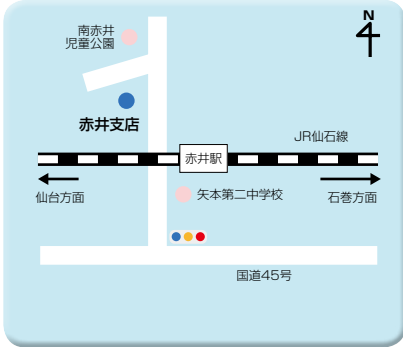 南赤井
児童公園
N
赤井支店
JR仙石線
赤井駅
仙台方面
矢本第二中学校
石巻方面
国道45号